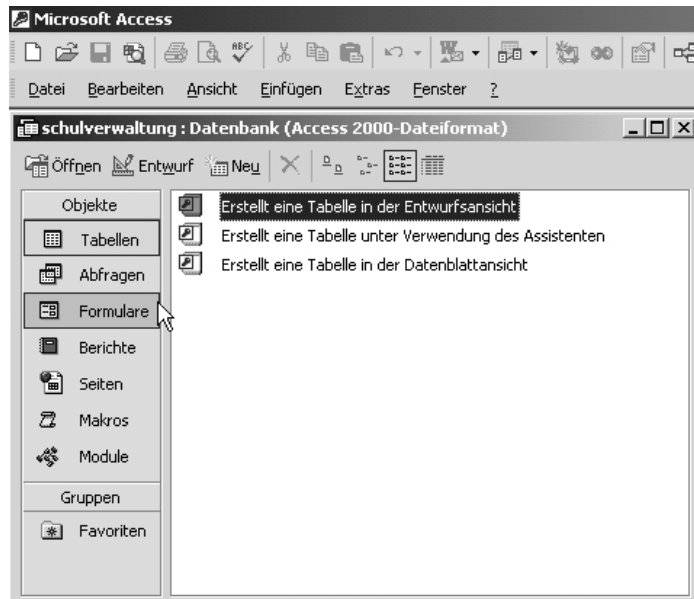 Microsoft Access
ABC
Datei Bearbeiten Ansicht Einfügen Extras Fenster ?
schulverwaltung : Datenbank (Access 2000-Dateiformat)
Öffnen Entwurf Neu
Objekte
Tabellen
Abfragen
Formulare
Berichte
Seiten
Makros
Module
Gruppen
Favoriten
Erstellt eine Tabelle in der Entwurfsansicht
Erstellt eine Tabelle unter Verwendung des Assistenten
Erstellt eine Tabelle in der Datenblattansicht